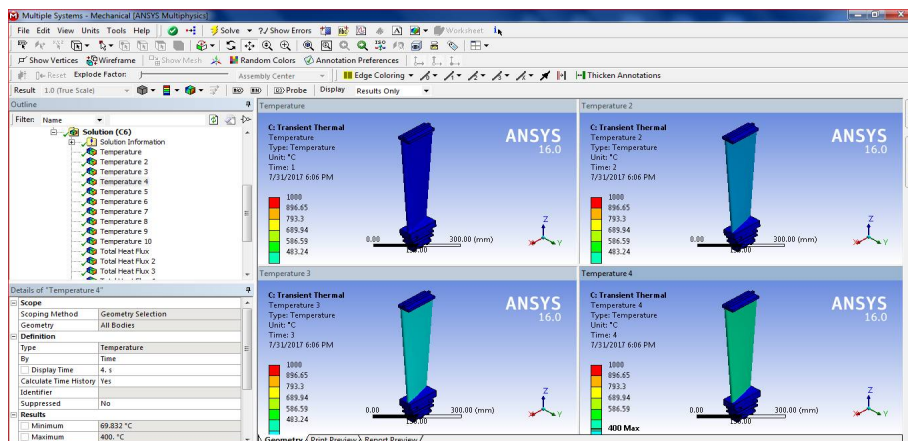 Multiple Systems - Mechanical [ANSYS Multiphysics]
File Edit View Units Tools Help Solve ?/ Show Errors Worksheet
Show Vertices Wireframe Show Mesh Random Colors Annotation Preferences
Reset Explode Factor: Assembly Center Edge Coloring Thicken Annotations
Result 1.0 (True Scale) Probe Display Results Only
Outline
Filter: Name
Solution (C6)
Solution Information
Temperature
Temperature 2
Temperature 3
Temperature 4
Temperature 5
Temperature 6
Temperature 7
Temperature 8
Temperature 9
Temperature 10
Total Heat Flux
Total Heat Flux 2
Total Heat Flux 3
Details of "Temperature 4"
Scope
Scoping Method Geometry Selection
Geometry All Bodies
Definition
Type Temperature
By Time
Display Time 4. s
Calculate Time History Yes
Identifier
Suppressed No
Results
Minimum 69.832 °C
Maximum 400. °C
Temperature
C: Transient Thermal
Temperature
Type: Temperature
Unit: °C
Time: 1
7/31/2017 6:06 PM
1000
896.65
793.3
689.94
586.59
483.24
ANSYS
16.0
0.00 300.00 (mm)
150.00
Z
X Y
Temperature 2
C: Transient Thermal
Temperature 2
Type: Temperature
Unit: °C
Time: 2
7/31/2017 6:06 PM
1000
896.65
793.3
689.94
586.59
483.24
ANSYS
16.0
0.00 300.00 (mm)
150.00
Z
X Y
Temperature 3
C: Transient Thermal
Temperature 3
Type: Temperature
Unit: °C
Time: 3
7/31/2017 6:06 PM
1000
896.65
793.3
689.94
586.59
483.24
ANSYS
16.0
0.00 300.00 (mm)
150.00
Z
X Y
Temperature 4
C: Transient Thermal
Temperature 4
Type: Temperature
Unit: °C
Time: 4
7/31/2017 6:06 PM
1000
896.65
793.3
689.94
586.59
483.24
400 Max
ANSYS
16.0
0.00 300.00 (mm)
150.00
Z
X Y
Geometry Print Preview Report Preview